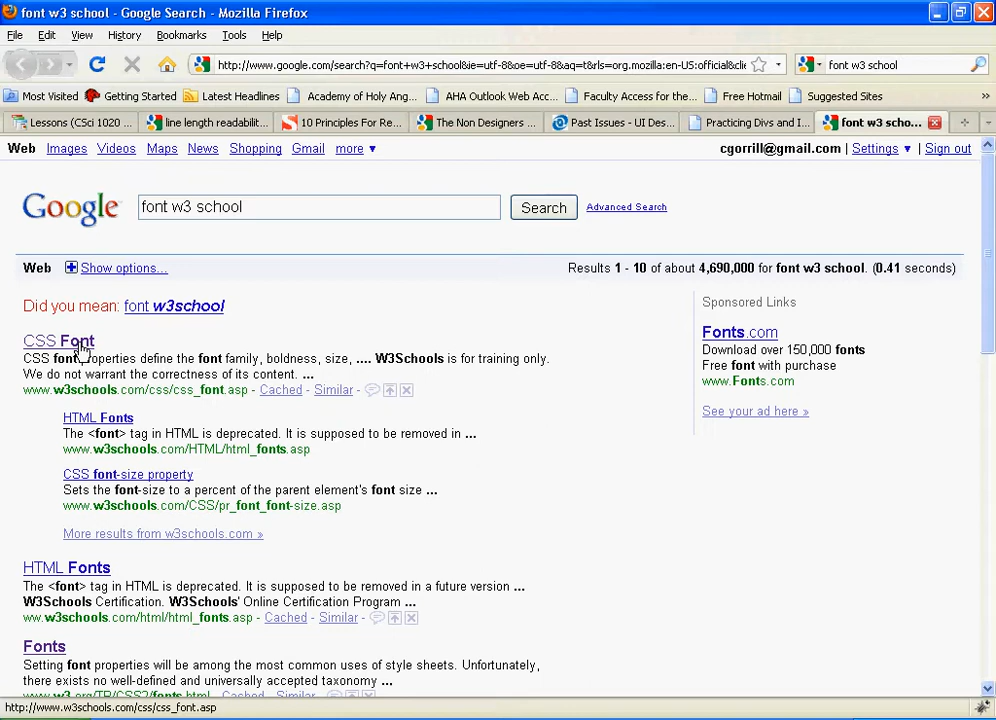 font w3 school - Google Search - Mozilla Firefox
File Edit View History Bookmarks Tools Help
http://www.google.com/search?q=font+w3+school&ie=utf-8&oe=utf-8&aq=t&rls=org.mozilla:en-US:official&clie font w3 school
Most Visited Getting Started Latest Headlines Academy of Holy Ang... AHA Outlook Web Acc... Faculty Access for the... Free Hotmail Suggested Sites »
Lessons (CSci 1020 ... line length readabilit... 10 Principles For Re... The Non Designers ... Past Issues - UI Des... Practicing Divs and I... font w3 scho...
Web Images Videos Maps News Shopping Gmail more ▼ cgorrill@gmail.com | Settings ▼ | Sign out
Google font w3 school Search Advanced Search
Web Show options... Results 1 - 10 of about 4,690,000 for font w3 school. (0.41 seconds)
Did you mean: font w3school
CSS Font
CSS font properties define the font family, boldness, size, .... W3Schools is for training only.
We do not warrant the correctness of its content. ...
www.w3schools.com/css/css_font.asp - Cached - Similar -
HTML Fonts
The <font> tag in HTML is deprecated. It is supposed to be removed in ...
www.w3schools.com/HTML/html_fonts.asp
CSS font-size property
Sets the font-size to a percent of the parent element's font size ...
www.w3schools.com/CSS/pr_font_font-size.asp
More results from w3schools.com »
HTML Fonts
The <font> tag in HTML is deprecated. It is supposed to be removed in a future version ...
W3Schools Certification. W3Schools' Online Certification Program ...
ww.w3schools.com/html/html_fonts.asp - Cached - Similar -
Fonts
Setting font properties will be among the most common uses of style sheets. Unfortunately,
there exists no well-defined and universally accepted taxonomy ...
www.w3.org/TR/CSS2/fonts.html - Cached - Similar -
Sponsored Links
Fonts.com
Download over 150,000 fonts
Free font with purchase
www.Fonts.com
See your ad here »
http://www.w3schools.com/css/css_font.asp